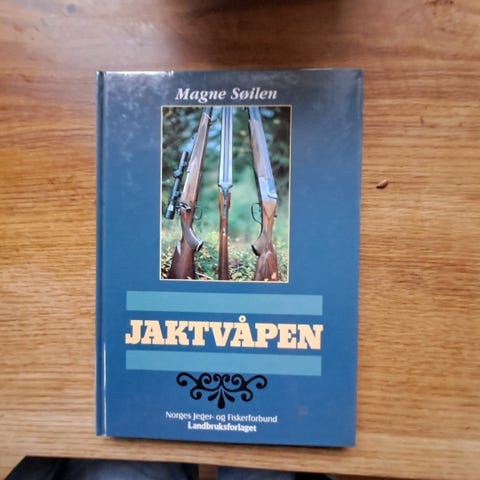 Magne Søilen
JAKTVÅPEN
Norges Jeger- og Fiskerforbund
Landbruksforlaget